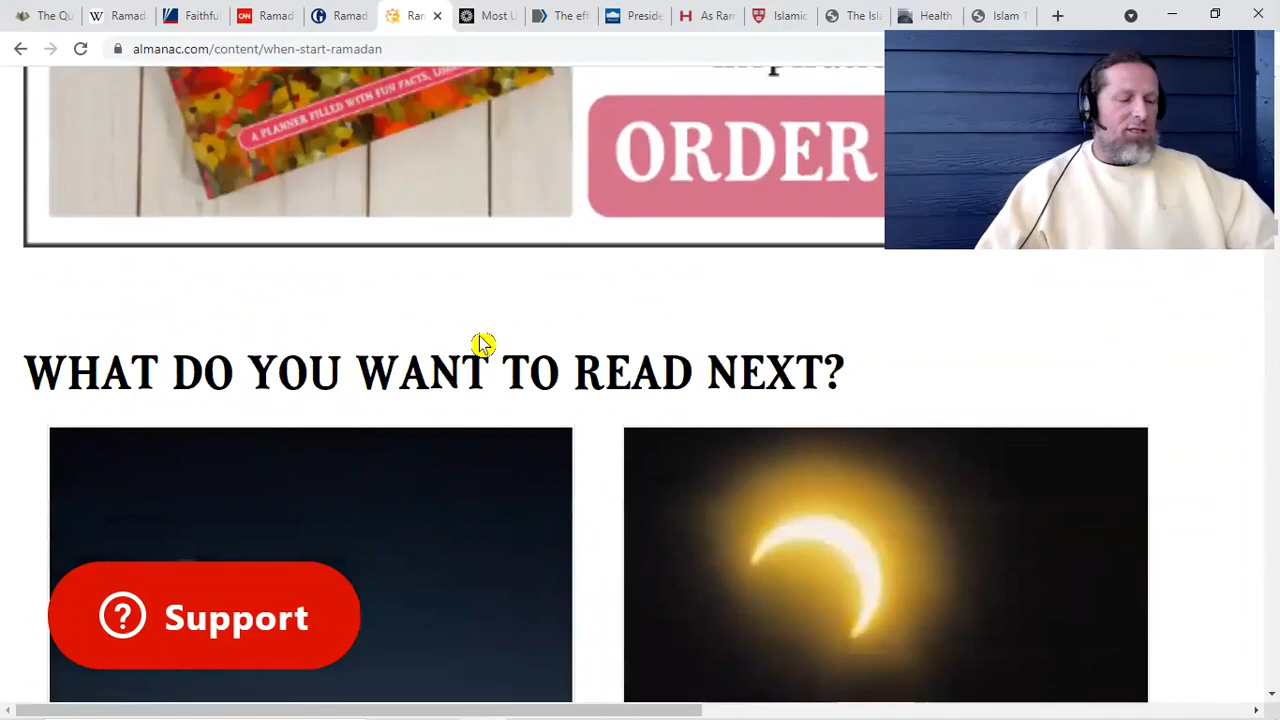 The Qu
Ramad
Faithful
Ramad
Ramad
Ran
Most L
The eff
Preside
As Ram
Islamic
The Isl
Health
Islam T
almanac.com/content/when-start-ramadan
A PLANNER FILLED WITH FUN FACTS,
ORDER
WHAT DO YOU WANT TO READ NEXT?
Support